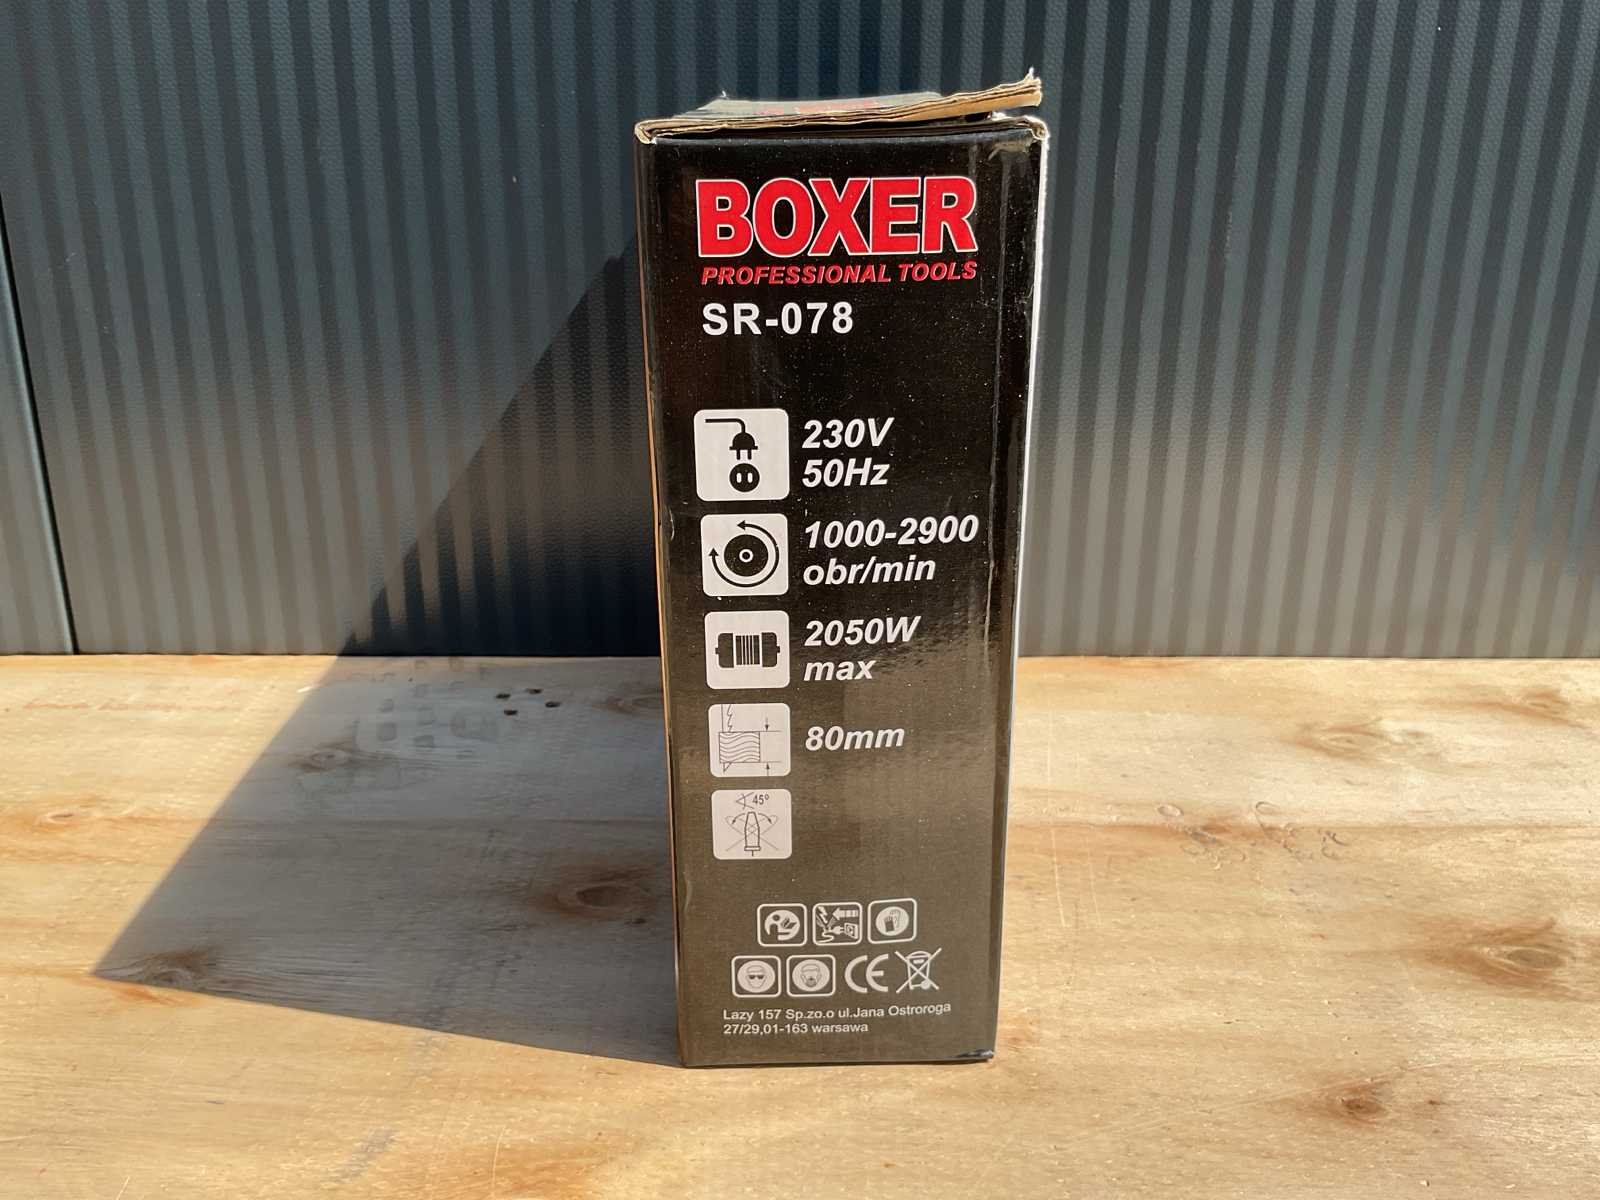 BOXER
PROFESSIONAL TOOLS
SR-078
230V
50Hz
1000-2900
obr/min
2050W
max
80mm
45°
CE
Lazy 157 Sp.zo.o ul.Jana Ostroroga
27/29,01-163 warsawa